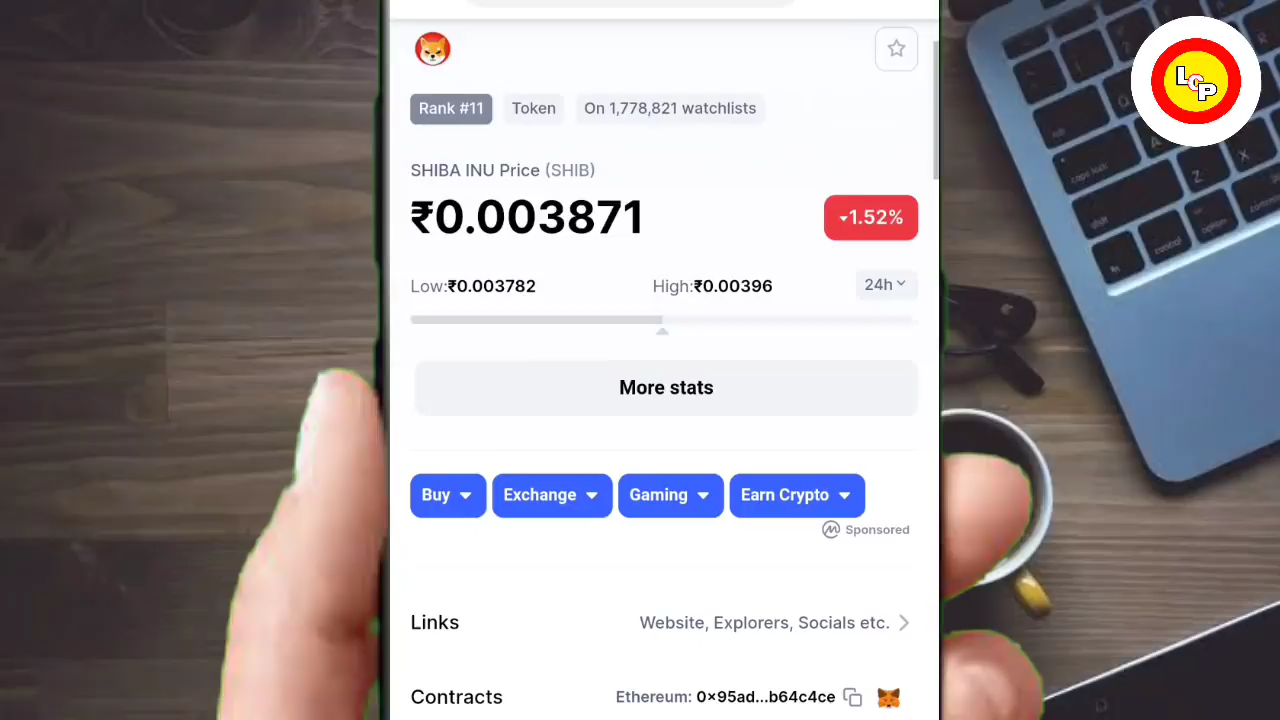 LCP
Rank #11 Token On 1,778,821 watchlists
SHIBA INU Price (SHIB)
₹0.003871 1.52%
Low:₹0.003782 High:₹0.00396 24h
More stats
Buy Exchange Gaming Earn Crypto
Sponsored
Links Website, Explorers, Socials etc.
Contracts Ethereum: 0x95ad...b64c4ce